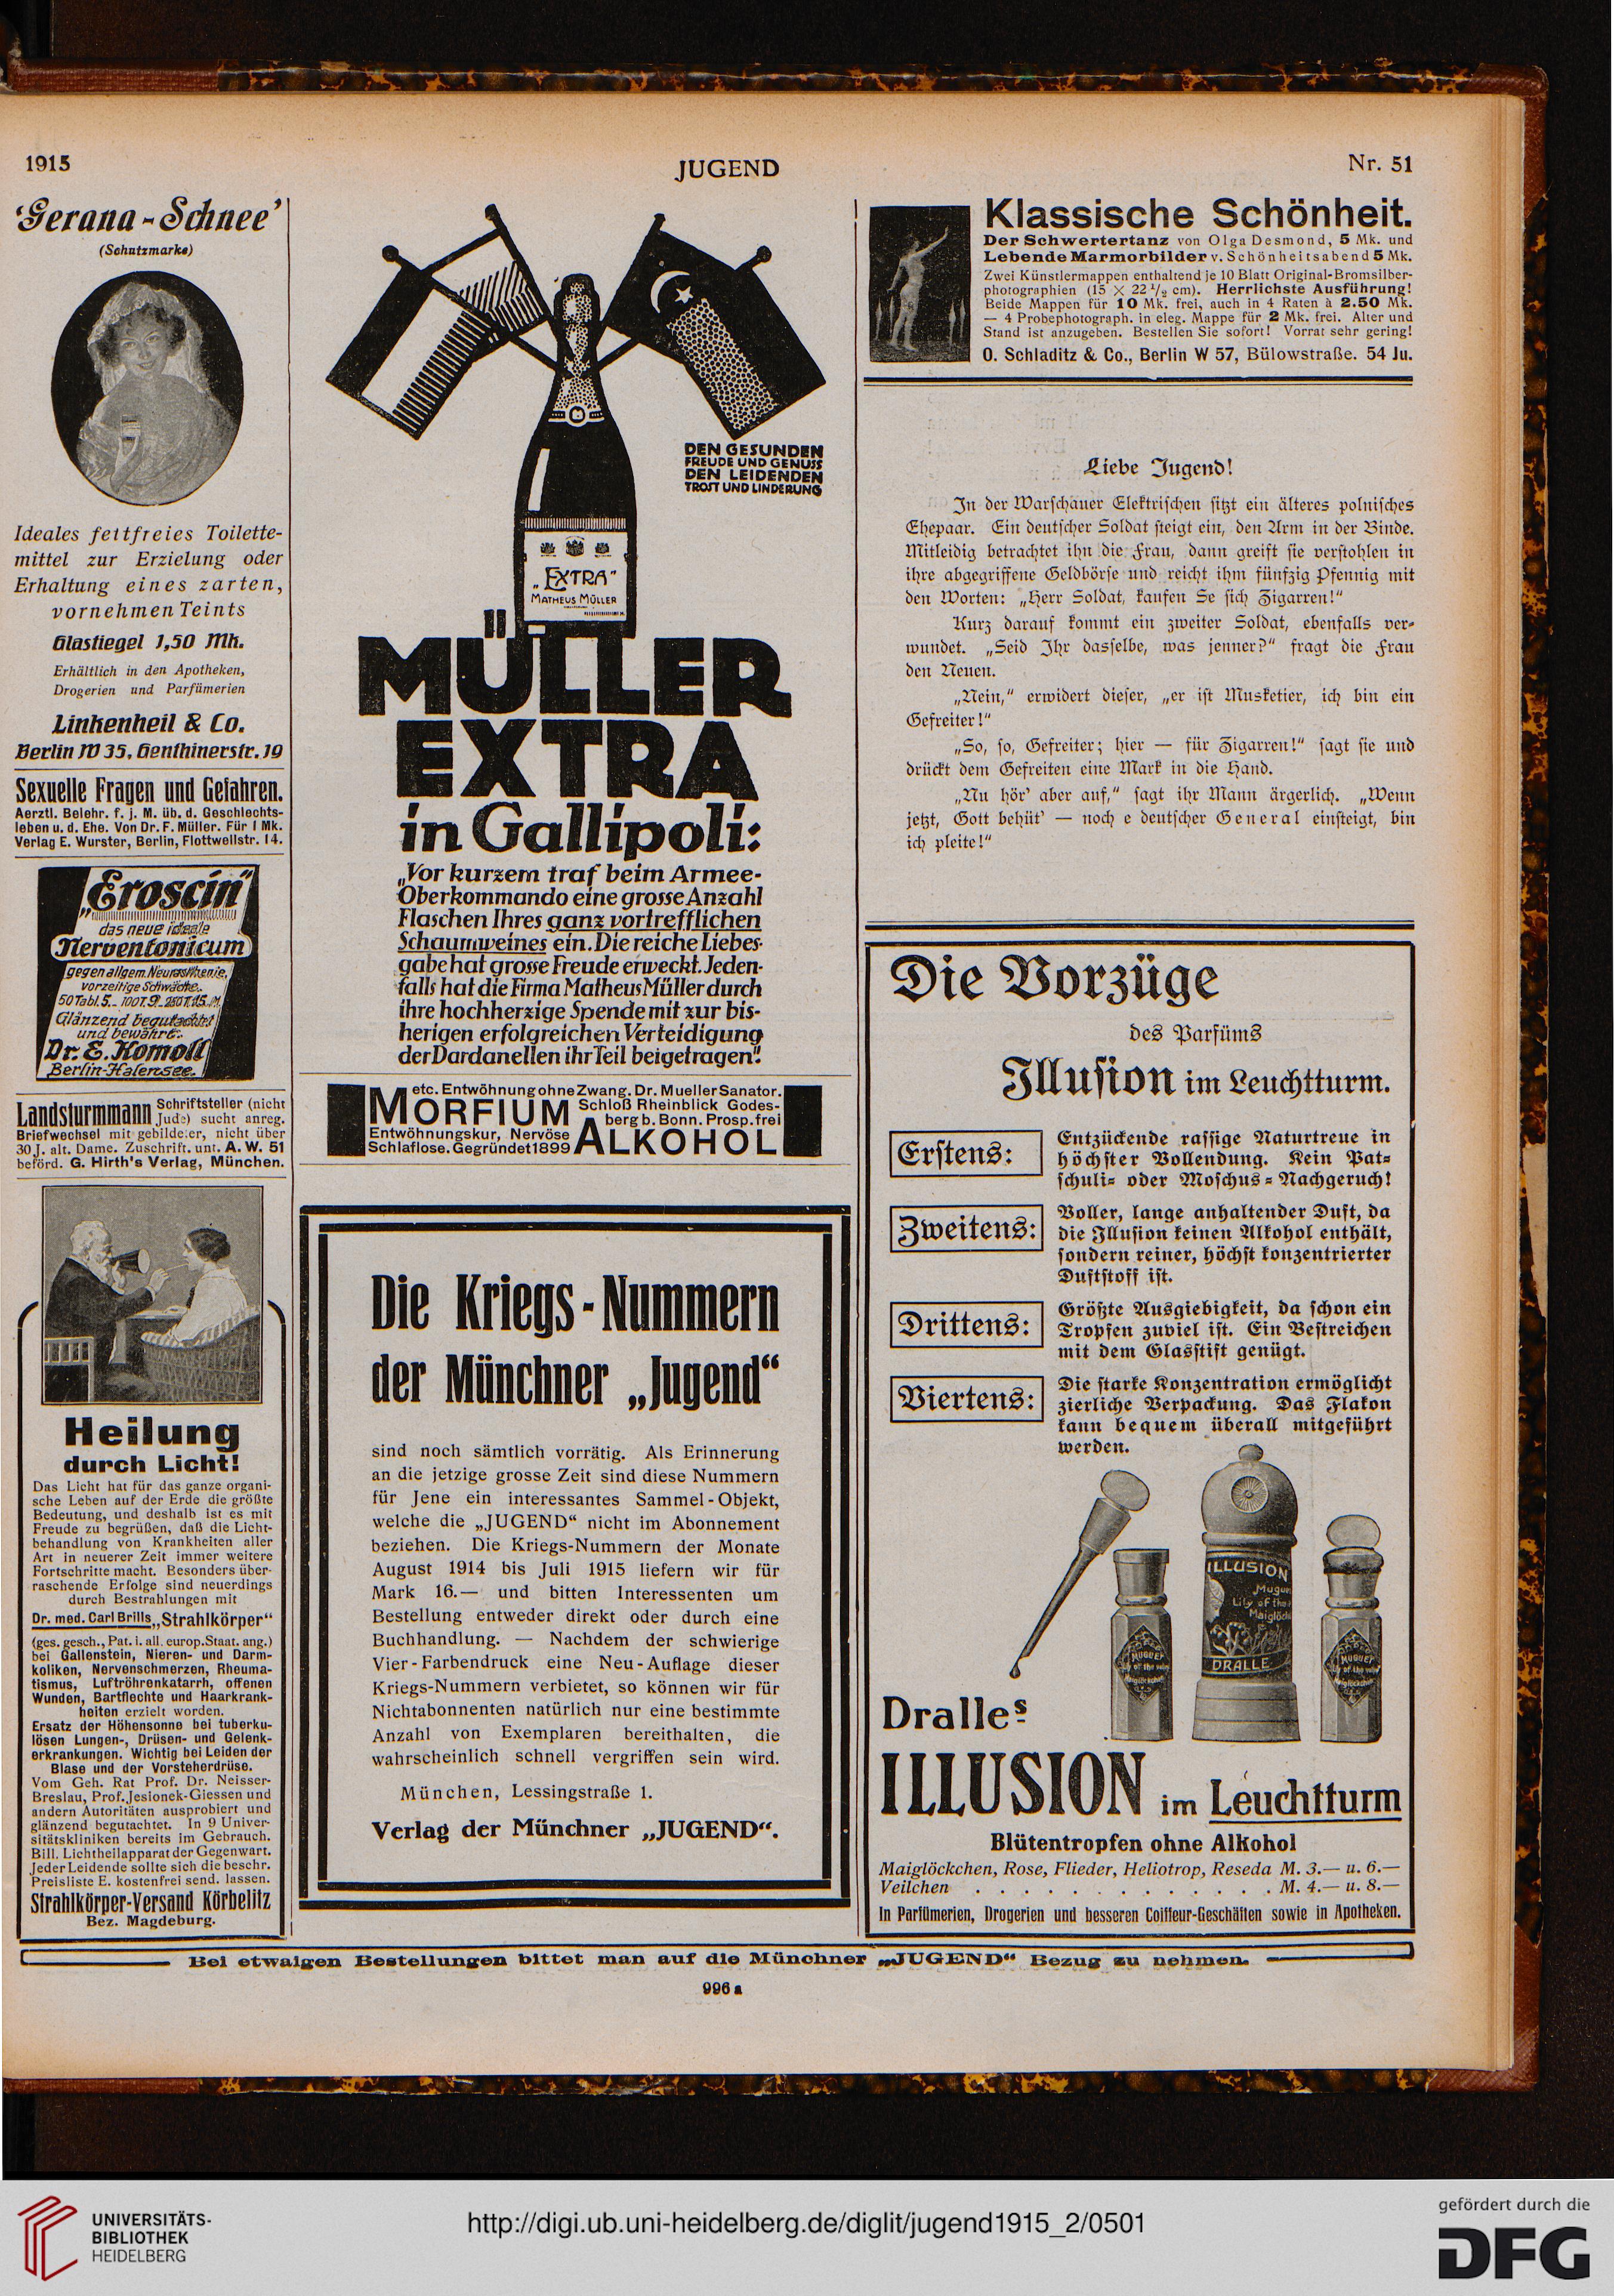 1915
JUGEND
Nr. 51
‘Gerana - Schnee’
(Schutzmarke)
Ideales fettfreies Toilette-
mittel zur Erzielung oder
Erhaltung eines zarten,
vornehmen Teints
Glastiegel 1,50 Mk.
Erhältlich in den Apotheken,
Drogerien und Parfümerien
Linkenheil & Co.
Berlin W 35, Genthinerstr. 19
Sexuelle Fragen und Gefahren.
Aerztl. Belehr. f. j. M. üb. d. Geschlechts-
leben u. d. Ehe. Von Dr. F. Müller. Für 1 Mk.
Verlag E. Wurster, Berlin, Flottwellstr. 14.
„Eroscin“
das neue ideale
Nerventonicum
gegen allgem. Neurasthenie,
vorzeitige Schwäche.
50 Tabl. 5.- 100 T. 9.- 250 T. 15.- M.
Glänzend begutachtet
und bewährt.
Dr. E. Komoll
Berlin-Halensee.
Landsturmmann Schriftsteller (nicht
Jude) sucht anreg.
Briefwechsel mit gebildeter, nicht über
30 J. alt. Dame. Zuschrift. unt. A. W. 51
beförd. G. Hirth's Verlag, München.
Heilung
durch Licht!
Das Licht hat für das ganze organi-
sche Leben auf der Erde die größte
Bedeutung, und deshalb ist es mit
Freude zu begrüßen, daß die Licht-
behandlung von Krankheiten aller
Art in neuerer Zeit immer weitere
Fortschritte macht. Besonders über-
raschende Erfolge sind neuerdings
durch Bestrahlungen mit
Dr. med. Carl Brills „Strahlkörper“
(ges. gesch., Pat. i. all. europ. Staat. ang.)
bei Gallenstein, Nieren- und Darm-
koliken, Nervenschmerzen, Rheuma-
tismus, Luftröhrenkatarrh, offenen
Wunden, Bartflechte und Haarkrank-
heiten erzielt worden.
Ersatz der Höhensonne bei tuberku-
lösen Lungen-, Drüsen- und Gelenk-
erkrankungen. Wichtig bei Leiden der
Blase und der Vorsteherdrüse.
Vom Geh. Rat Prof. Dr. Neisser-
Breslau, Prof. Jesionek-Giessen und
andern Autoritäten ausprobiert und
glänzend begutachtet. In 9 Univer-
sitätskliniken bereits im Gebrauch.
Bill. Lichtheilapparat der Gegenwart.
Jeder Leidende sollte sich die beschr.
Preisliste E. kostenfrei send. lassen.
Strahlkörper-Versand Körbelitz
Bez. Magdeburg.
DEN GESUNDEN
FREUDE UND GENUSS
DEN LEIDENDEN
TROST UND LINDERUNG
„EXTRA“
MATHEUS MÜLLER
MÜLLER
EXTRA
in Gallipoli:
„Vor kurzem traf beim Armee-
Oberkommando eine grosse Anzahl
Flaschen Ihres ganz vortrefflichen
Schaumweines ein. Die reiche Liebes-
gabe hat grosse Freude erweckt. Jeden-
falls hat die Firma Matheus Müller durch
ihre hochherzige Spende mit zur bis-
herigen erfolgreichen Verteidigung
der Dardanellen ihr Teil beigetragen“.
MORFIUM etc. Entwöhnung ohne Zwang. Dr. Mueller Sanator.
Schloß Rheinblick Godes-
berg b. Bonn. Prosp. frei
Entwöhnungskur, Nervöse
Schlaflose. Gegründet 1899 ALKOHOL
Die Kriegs-Nummern
der Münchner „Jugend“
sind noch sämtlich vorrätig. Als Erinnerung
an die jetzige grosse Zeit sind diese Nummern
für Jene ein interessantes Sammel-Objekt,
welche die „JUGEND“ nicht im Abonnement
beziehen. Die Kriegs-Nummern der Monate
August 1914 bis Juli 1915 liefern wir für
Mark 16.— und bitten Interessenten um
Bestellung entweder direkt oder durch eine
Buchhandlung. — Nachdem der schwierige
Vier-Farbendruck eine Neu-Auflage dieser
Kriegs-Nummern verbietet, so können wir für
Nichtabonnenten natürlich nur eine bestimmte
Anzahl von Exemplaren bereithalten, die
wahrscheinlich schnell vergriffen sein wird.
München, Lessingstraße 1.
Verlag der Münchner „JUGEND“.
Klassische Schönheit.
Der Schwertertanz von Olga Desmond, 5 Mk. und
Lebende Marmorbilder v. Schönheitsabend 5 Mk.
Zwei Künstlermappen enthaltend je 10 Blatt Original-Bromsilber-
photographien (15 × 22 1/2 cm). Herrlichste Ausführung!
Beide Mappen für 10 Mk. frei, auch in 4 Raten à 2.50 Mk.
— 4 Probephotograph. in eleg. Mappe für 2 Mk. frei. Alter und
Stand ist anzugeben. Bestellen Sie sofort! Vorrat sehr gering!
O. Schladitz & Co., Berlin W 57, Bülowstraße. 54 Ju.
Liebe Jugend!
In der Warschauer Elektrischen sitzt ein älteres polnisches
Ehepaar. Ein deutscher Soldat steigt ein, den Arm in der Binde.
Mitleidig betrachtet ihn die Frau, dann greift sie verstohlen in
ihre abgegriffene Geldbörse und reicht ihm fünfzig Pfennig mit
den Worten: „Herr Soldat, kaufen Se sich Zigarren!“
Kurz darauf kommt ein zweiter Soldat, ebenfalls ver-
wundet. „Seid Ihr dasselbe, was jenner?“ fragt die Frau
den Neuen.
„Nein,“ erwidert dieser, „er ist Musketier, ich bin ein
Gefreiter!“
„So, so, Gefreiter; hier — für Zigarren!“ sagt sie und
drückt dem Gefreiten eine Mark in die Hand.
„Nu hör' aber auf,“ sagt ihr Mann ärgerlich. „Wenn
jetzt, Gott behüt' — noch e deutscher General einsteigt, bin
ich pleite!“
Die Vorzüge
des Parfüms
Illusion im Leuchtturm.
Erstens:
Entzückende rassige Naturtreue in
höchster Vollendung. Kein Pat-
schuli- oder Moschus-Nachgeruch!
Zweitens:
Voller, lange anhaltender Duft, da
die Illusion keinen Alkohol enthält,
sondern reiner, höchst konzentrierter
Duftstoff ist.
Drittens:
Größte Ausgiebigkeit, da schon ein
Tropfen zuviel ist. Ein Bestreichen
mit dem Glasstift genügt.
Viertens:
Die starke Konzentration ermöglicht
zierliche Verpackung. Das Flakon
kann bequem überall mitgeführt
werden.
ILLUSION
Lily of the
DRALLE
MUGUET
MUGUET
Dralles
ILLUSION im Leuchtturm
Blütentropfen ohne Alkohol
Maiglöckchen, Rose, Flieder, Heliotrop, Reseda M. 3.— u. 6.—
Veilchen . . . . . . . . . . . . . M. 4.— u. 8.—
In Parfümerien, Drogerien und besseren Coiffeur-Geschäften sowie in Apotheken.
Bei etwaigen Bestellungen bittet man auf die Münchner „JUGEND“ Bezug zu nehmen.
996 a
UNIVERSITÄTS-
BIBLIOTHEK
HEIDELBERG
http://digi.ub.uni-heidelberg.de/diglit/jugend1915_2/0501
gefördert durch die
DFG